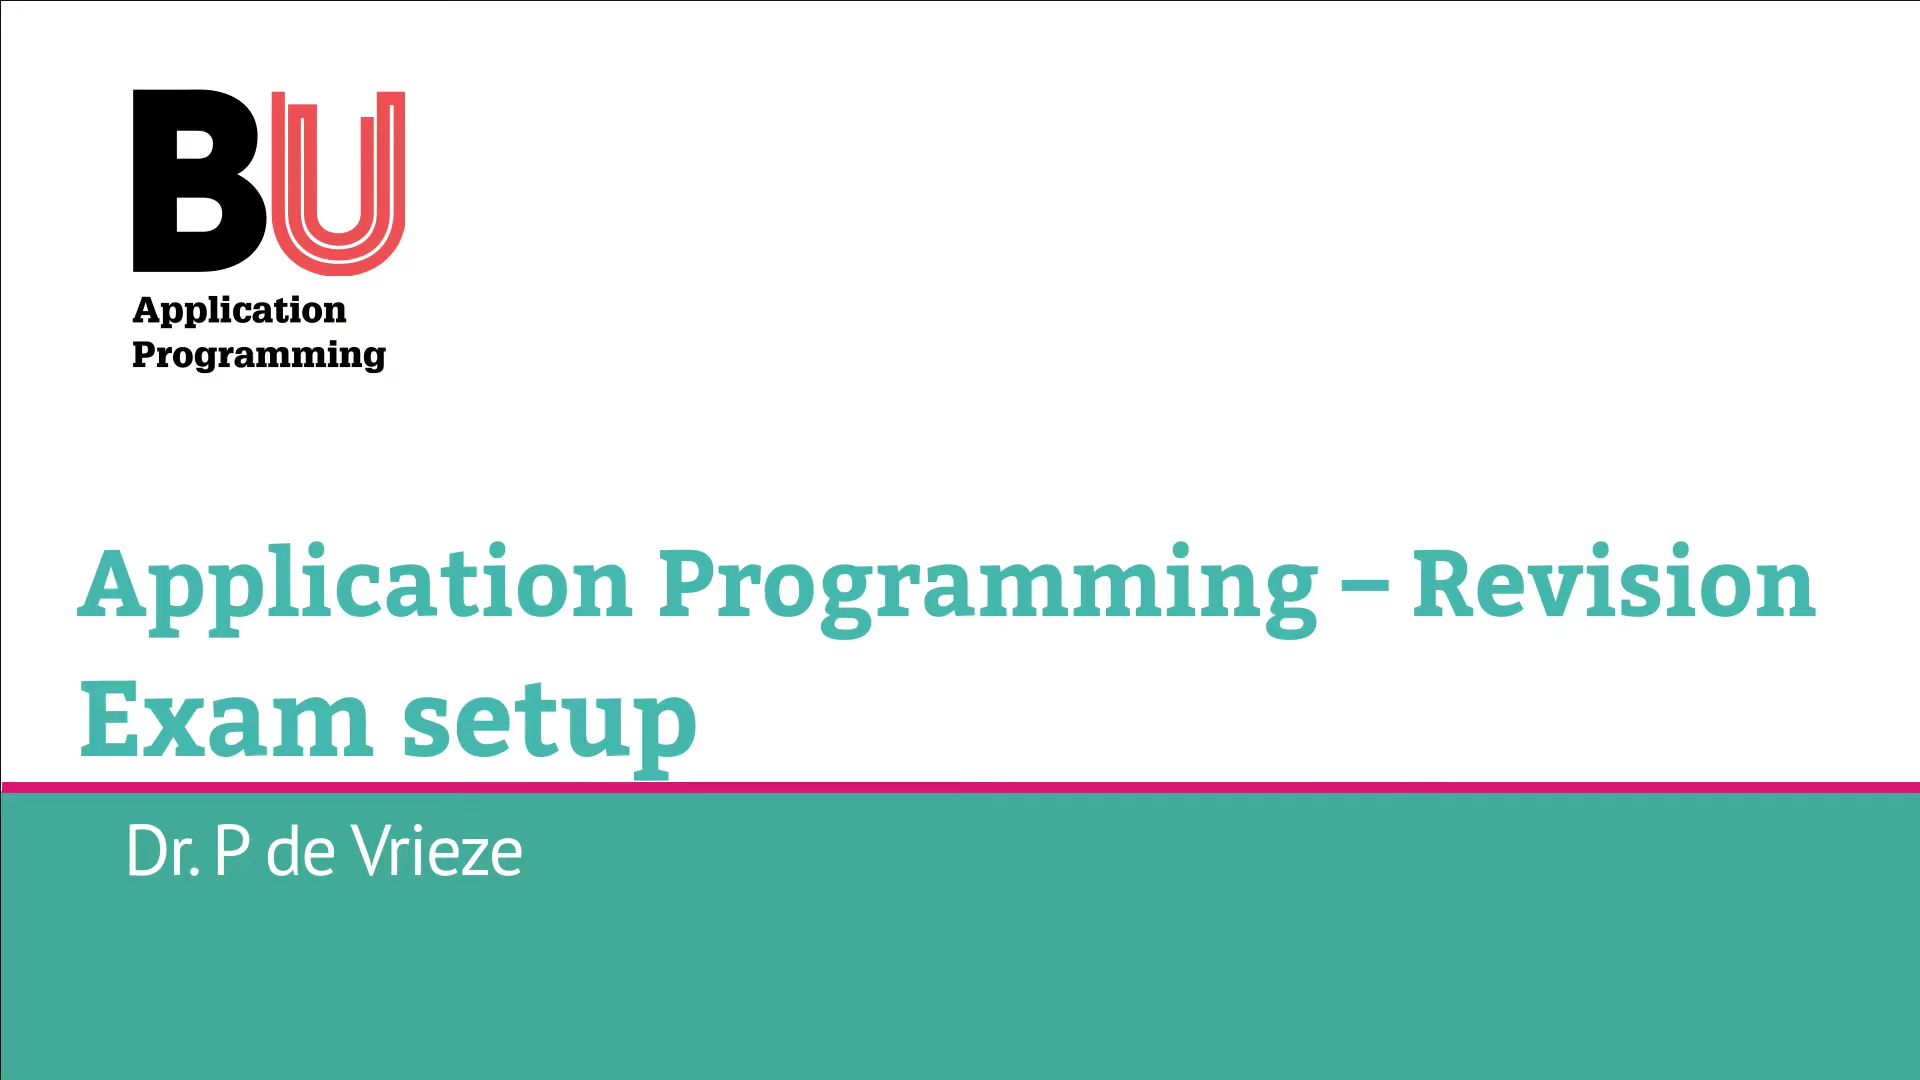 BU
Application
Programming
Application Programming – Revision
Exam setup
Dr. P de Vrieze